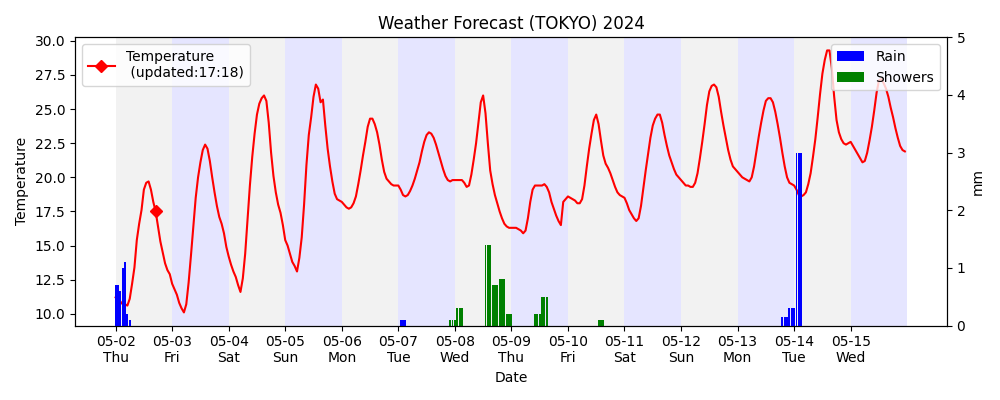 Weather Forecast (TOKYO) 2024
Temperature
(updated:17:18)
Rain
Showers
30.0
27.5
25.0
22.5
20.0
17.5
15.0
12.5
10.0
Temperature
5
4
3
2
1
0
mm
05-02 05-03 05-04 05-05 05-06 05-07 05-08 05-09 05-10 05-11 05-12 05-13 05-14 05-15
Thu Fri Sat Sun Mon Tue Wed Thu Fri Sat Sun Mon Tue Wed
Date